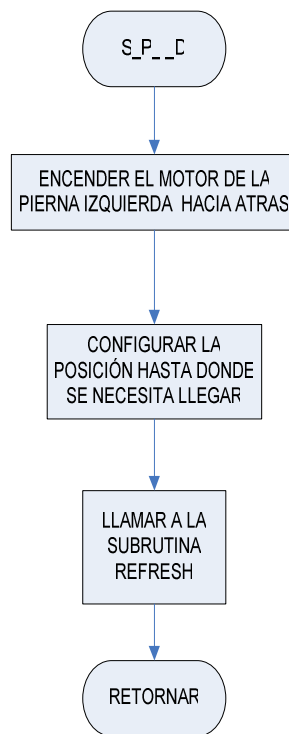 S_P_ _D
ENCENDER EL MOTOR DE LA
PIERNA IZQUIERDA HACIA ATRAS
CONFIGURAR LA
POSICIÓN HASTA DONDE
SE NECESITA LLEGAR
LLAMAR A LA
SUBRUTINA
REFRESH
RETORNAR